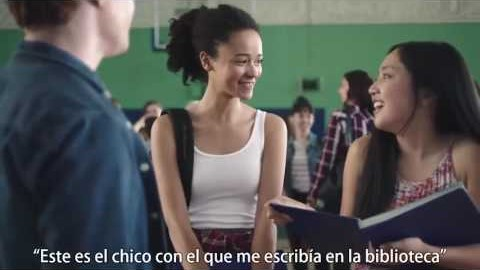 “Este es el chico con el que me escribía en la biblioteca”